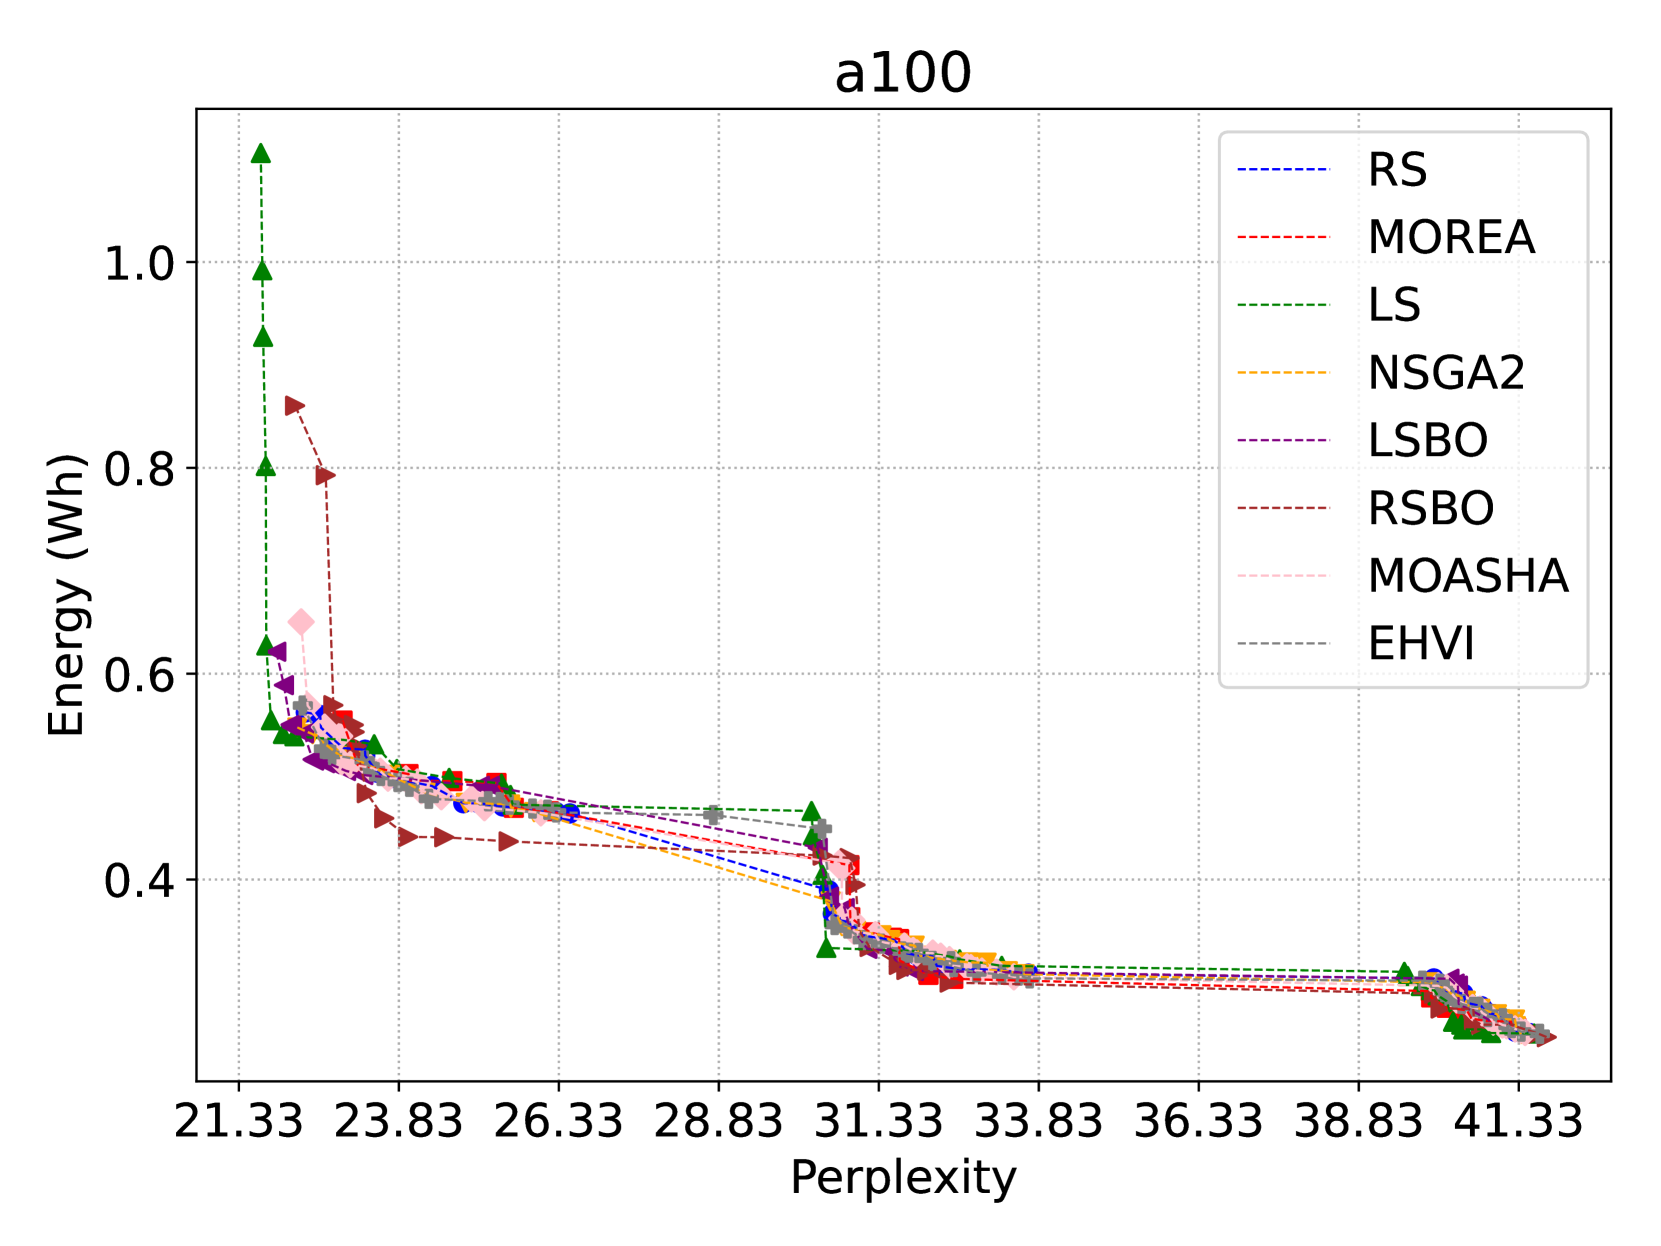 a100
Energy (Wh)
1.0
0.8
0.6
0.4
RS
MOREA
LS
NSGA2
LSBO
RSBO
MOASHA
EHVI
21.33 23.83 26.33 28.83 31.33 33.83 36.33 38.83 41.33
Perplexity